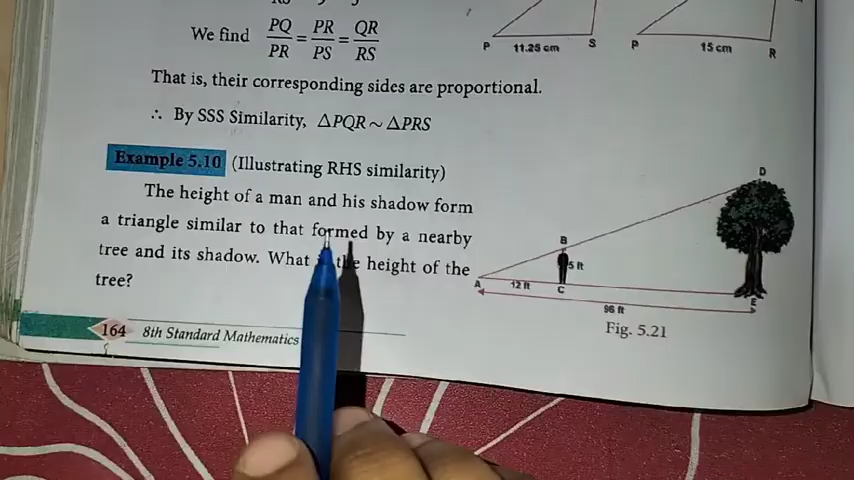 We find PQ/PR = PR/PS = QR/RS
P 11.25 cm S P 15 cm R
That is, their corresponding sides are proportional.
∴ By SSS Similarity, ΔPQR ~ ΔPRS
Example 5.10 (Illustrating RHS similarity)
The height of a man and his shadow form
a triangle similar to that formed by a nearby
tree and its shadow. What is the height of the
tree?
D
B
5 ft
A 12 ft C E
96 ft
Fig. 5.21
164 8th Standard Mathematics